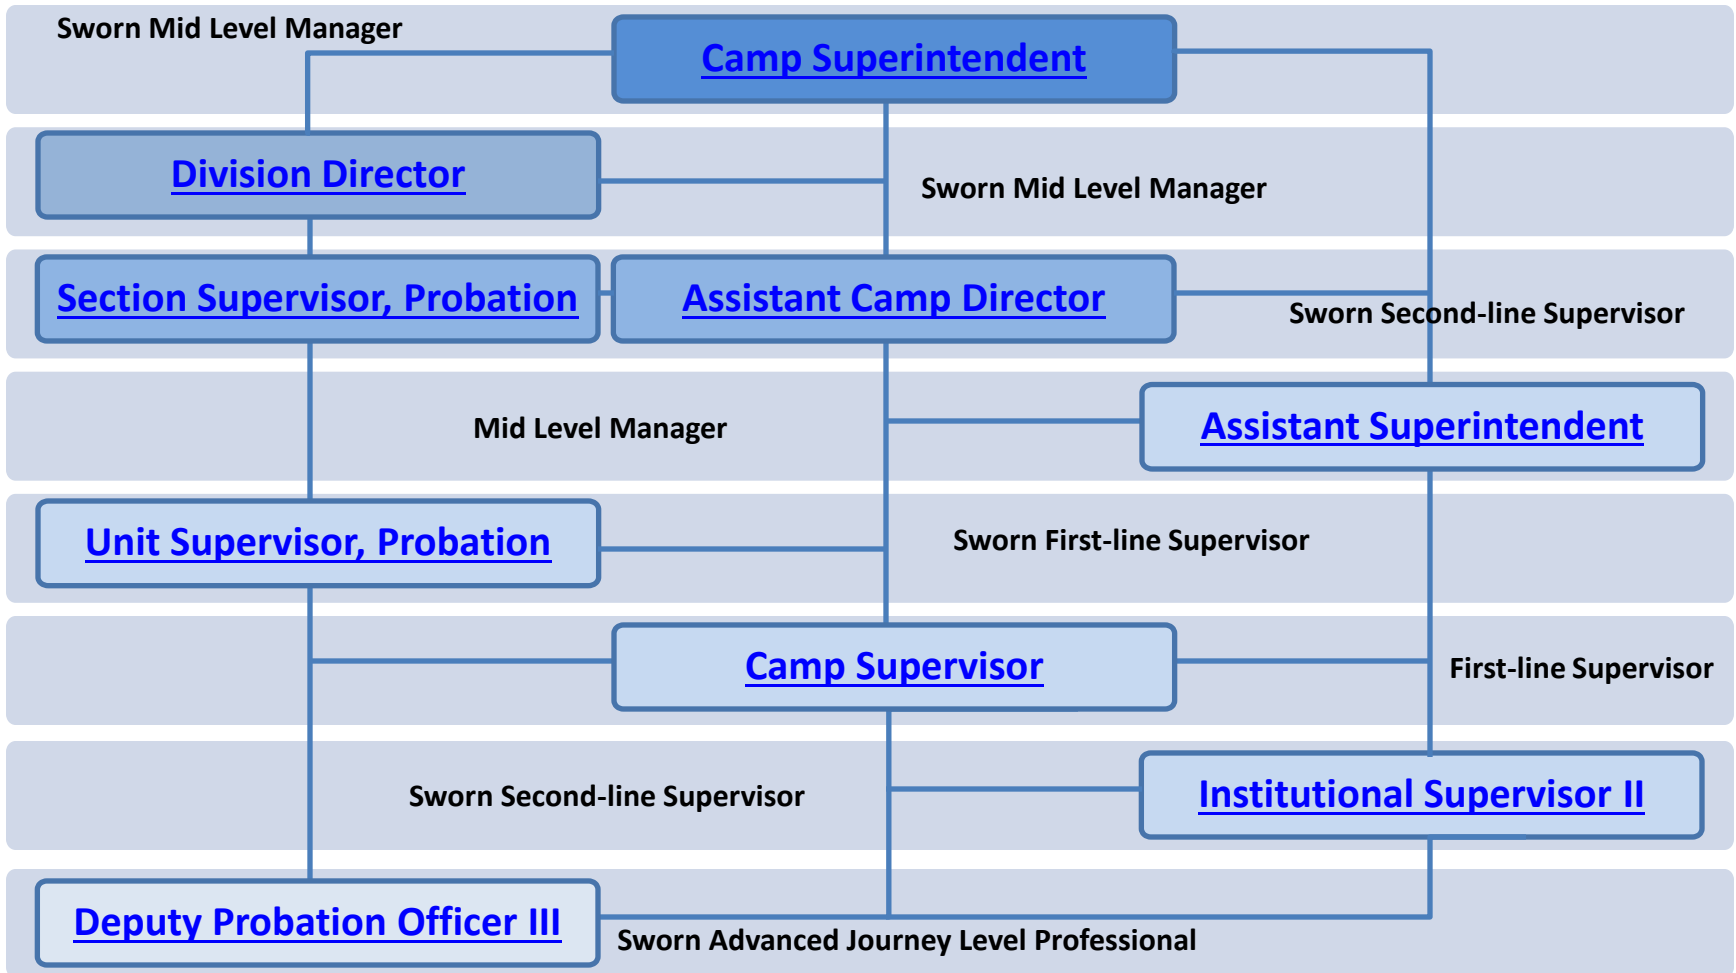 Sworn Mid Level Manager
Camp Superintendent
Division Director
Sworn Mid Level Manager
Section Supervisor, Probation
Assistant Camp Director
Sworn Second-line Supervisor
Mid Level Manager
Assistant Superintendent
Unit Supervisor, Probation
Sworn First-line Supervisor
Camp Supervisor
First-line Supervisor
Sworn Second-line Supervisor
Institutional Supervisor II
Deputy Probation Officer III
Sworn Advanced Journey Level Professional